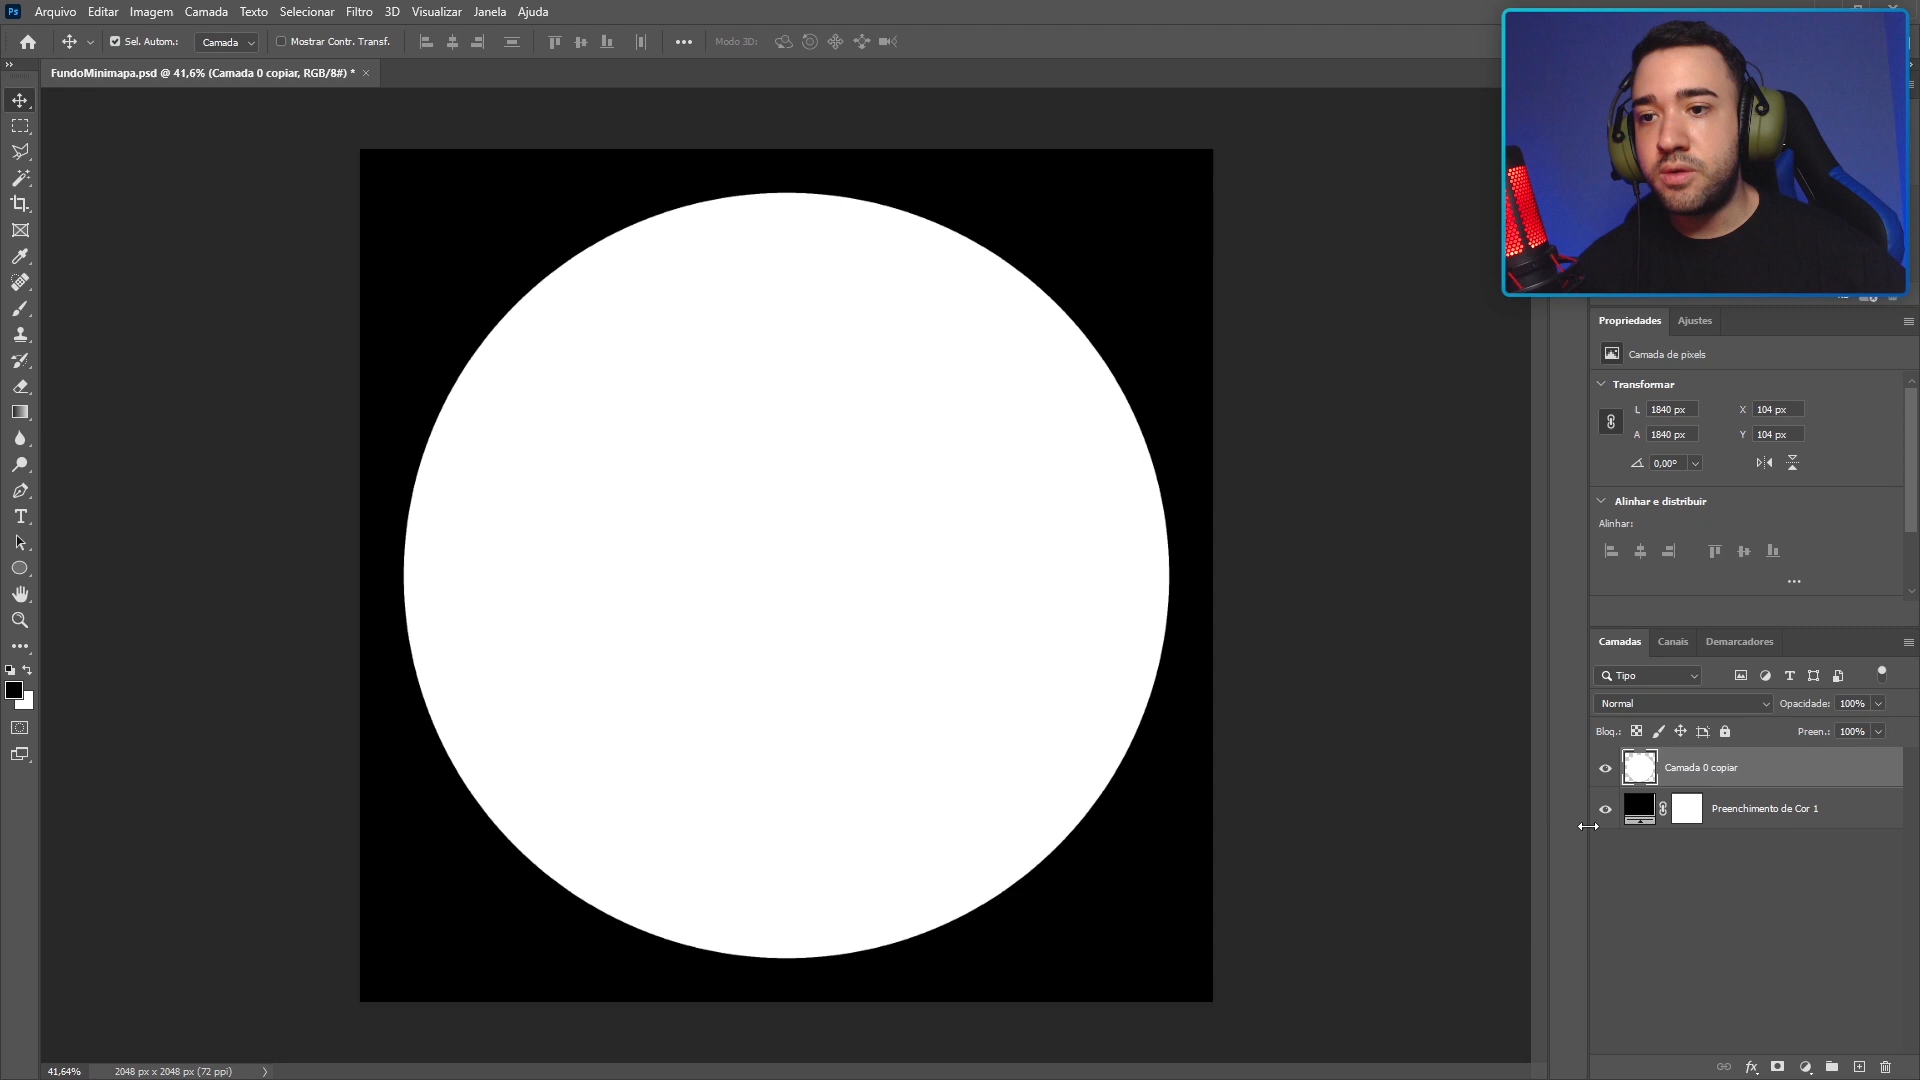 Ps Arquivo Editar Imagem Camada Texto Selecionar Filtro 3D Visualizar Janela Ajuda
Sel. Autom.: Camada Mostrar Contr. Transf. Modo 3D:
FundoMinimapa.psd @ 41,6% (Camada 0 copiar, RGB/8#) *
Propriedades Ajustes
Camada de pixels
Transformar
L 1840 px X 104 px
A 1840 px Y 104 px
0,00°
Alinhar e distribuir
Alinhar:
Camadas Canais Demarcadores
Tipo
Normal Opacidade: 100%
Bloq.: Preen.: 100%
Camada 0 copiar
Preenchimento de Cor 1
41,64% 2048 px x 2048 px (72 ppi)